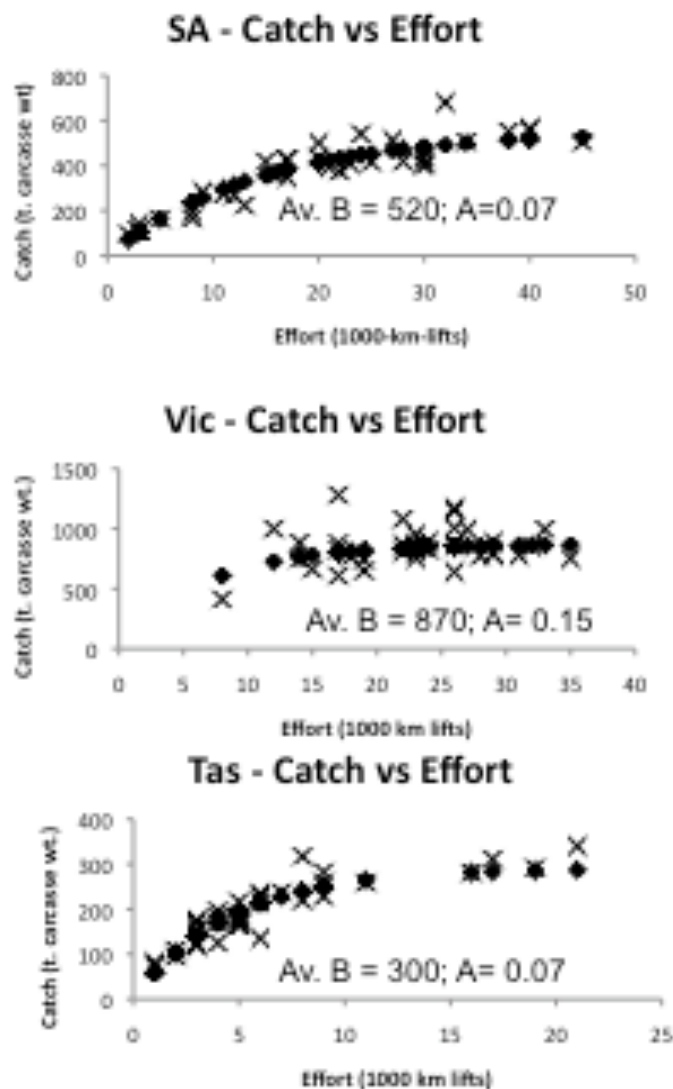 SA - Catch vs Effort
Catch (t. carcasse wt)
800
600
400
200
0
Av. B = 520; A=0.07
0 10 20 30 40 50
Effort (1000-km-lifts)
Vic - Catch vs Effort
Catch (t. carcasse wt.)
1500
1000
500
0
Av. B = 870; A= 0.15
0 5 10 15 20 25 30 35 40
Effort (1000 km lifts)
Tas - Catch vs Effort
Catch (t. carcasse wt.)
400
300
200
100
0
Av. B = 300; A= 0.07
0 5 10 15 20 25
Effort (1000 km lifts)